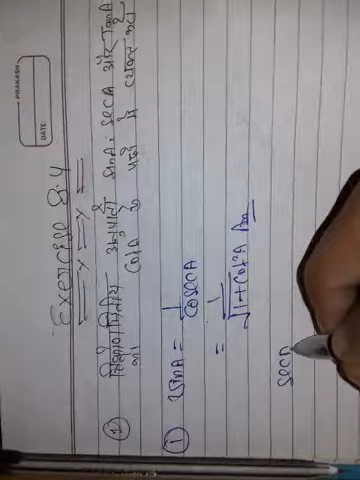 PRAKASH
DATE:
Exercise 8.4
① त्रिकोणमितीय अनुपातों sinA, secA और TanA
को CotA के पदों में व्यक्त करो
ⓘ sinA = 1/CosecA
= 1/√1+Cot²A Ans
secA